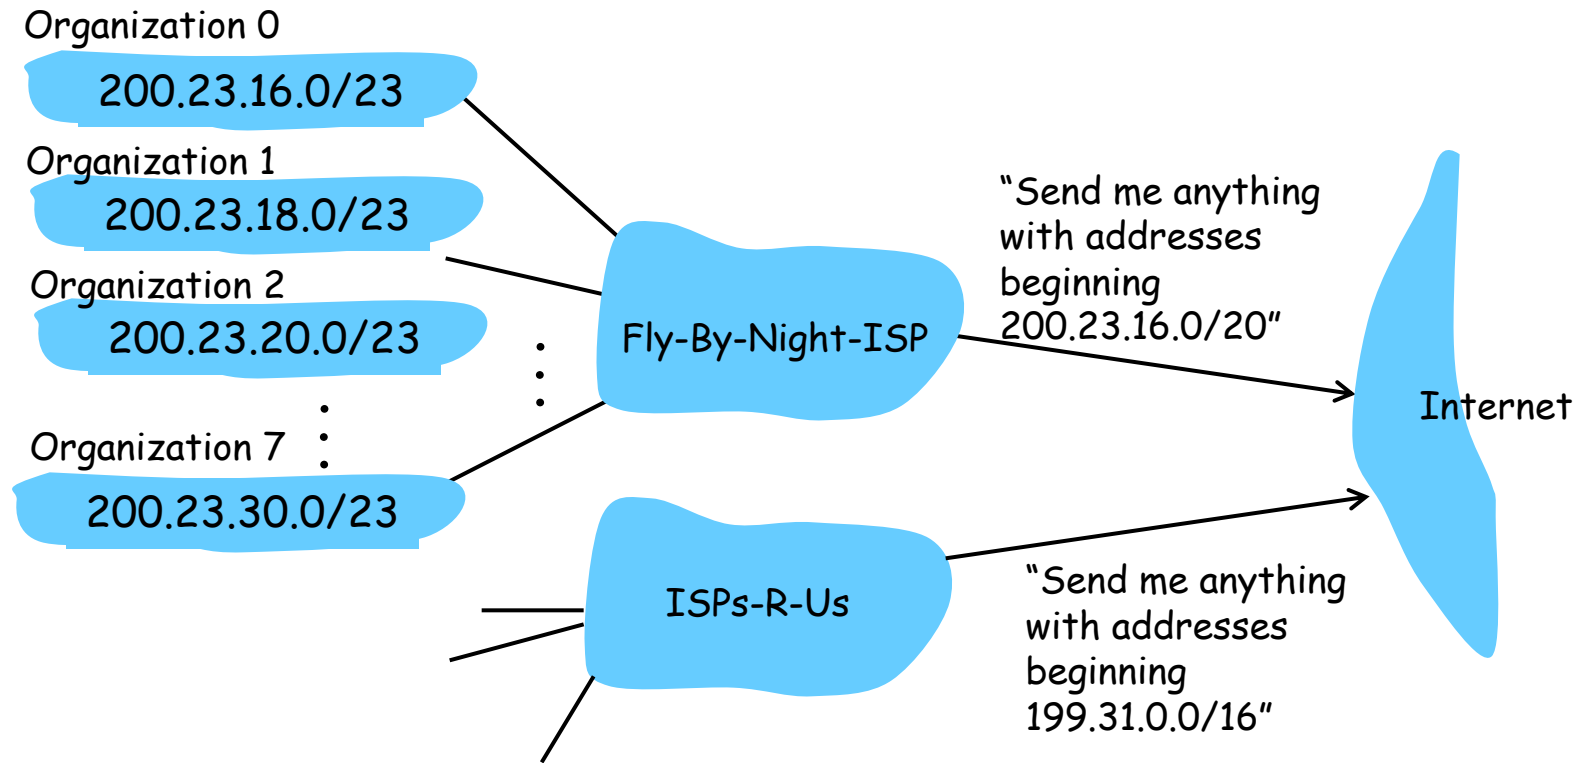 Organization 0
200.23.16.0/23
Organization 1
200.23.18.0/23
Organization 2
200.23.20.0/23
Organization 7
200.23.30.0/23
Fly-By-Night-ISP
“Send me anything
with addresses
beginning
200.23.16.0/20”
Internet
ISPs-R-Us
“Send me anything
with addresses
beginning
199.31.0.0/16”